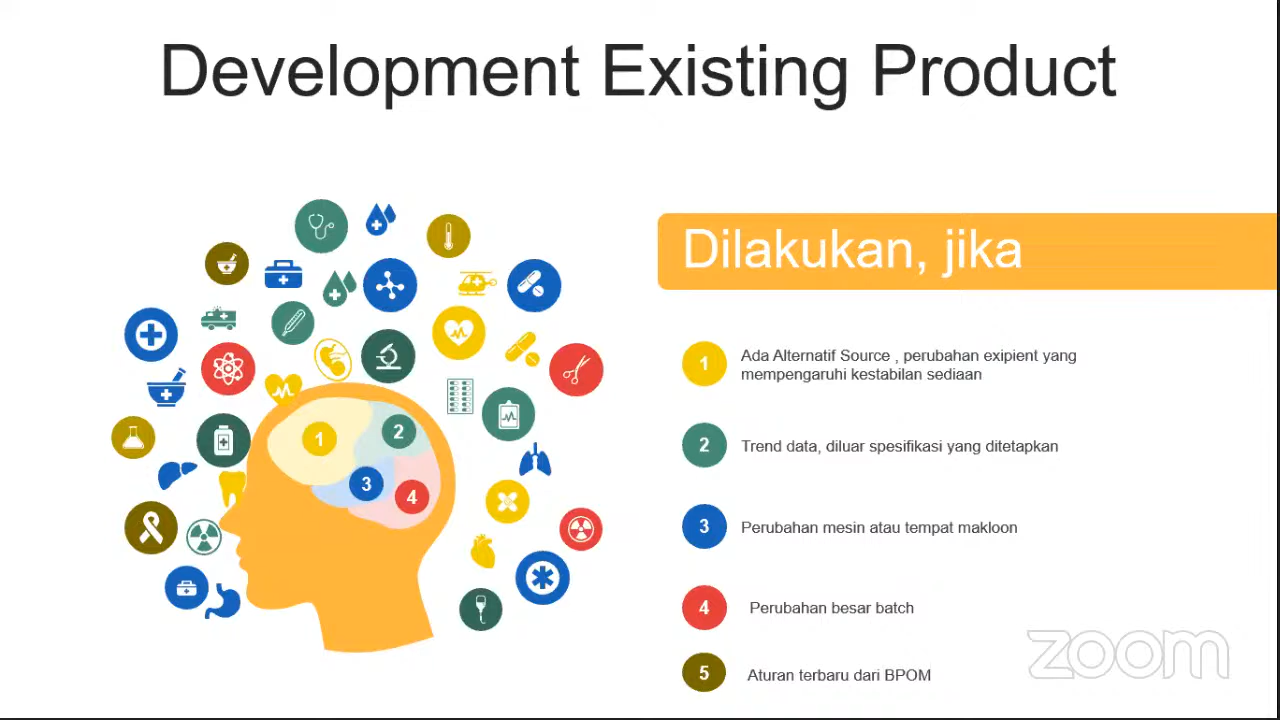 Development Existing Product
Dilakukan, jika
1
Ada Alternatif Source , perubahan exipient yang
mempengaruhi kestabilan sediaan
2
Trend data, diluar spesifikasi yang ditetapkan
3
Perubahan mesin atau tempat makloon
4
Perubahan besar batch
5
Aturan terbaru dari BPOM
1
2
3
4
zoom